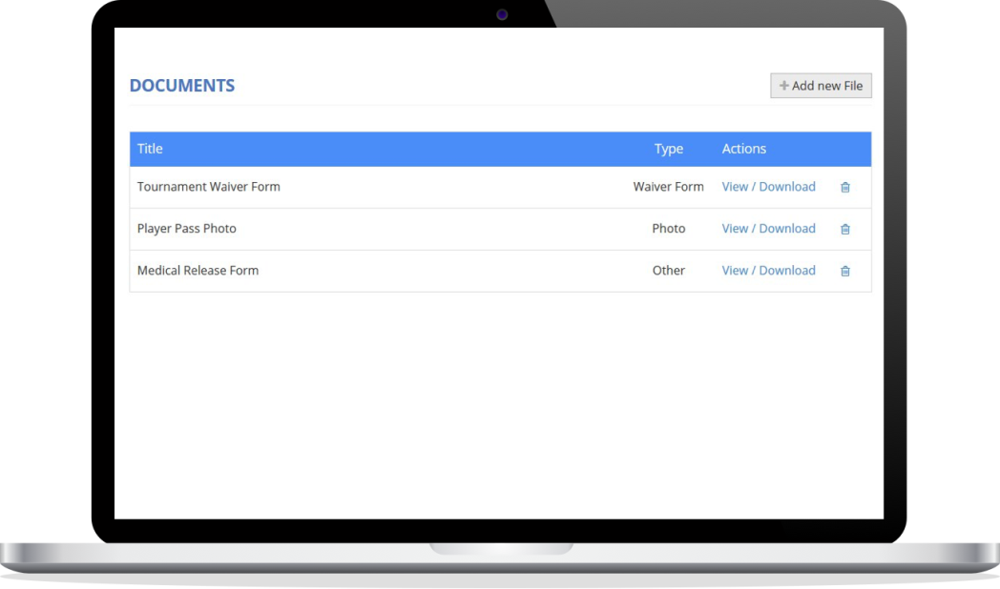 DOCUMENTS
+ Add new File
Title Type Actions
Tournament Waiver Form Waiver Form View / Download
Player Pass Photo Photo View / Download
Medical Release Form Other View / Download